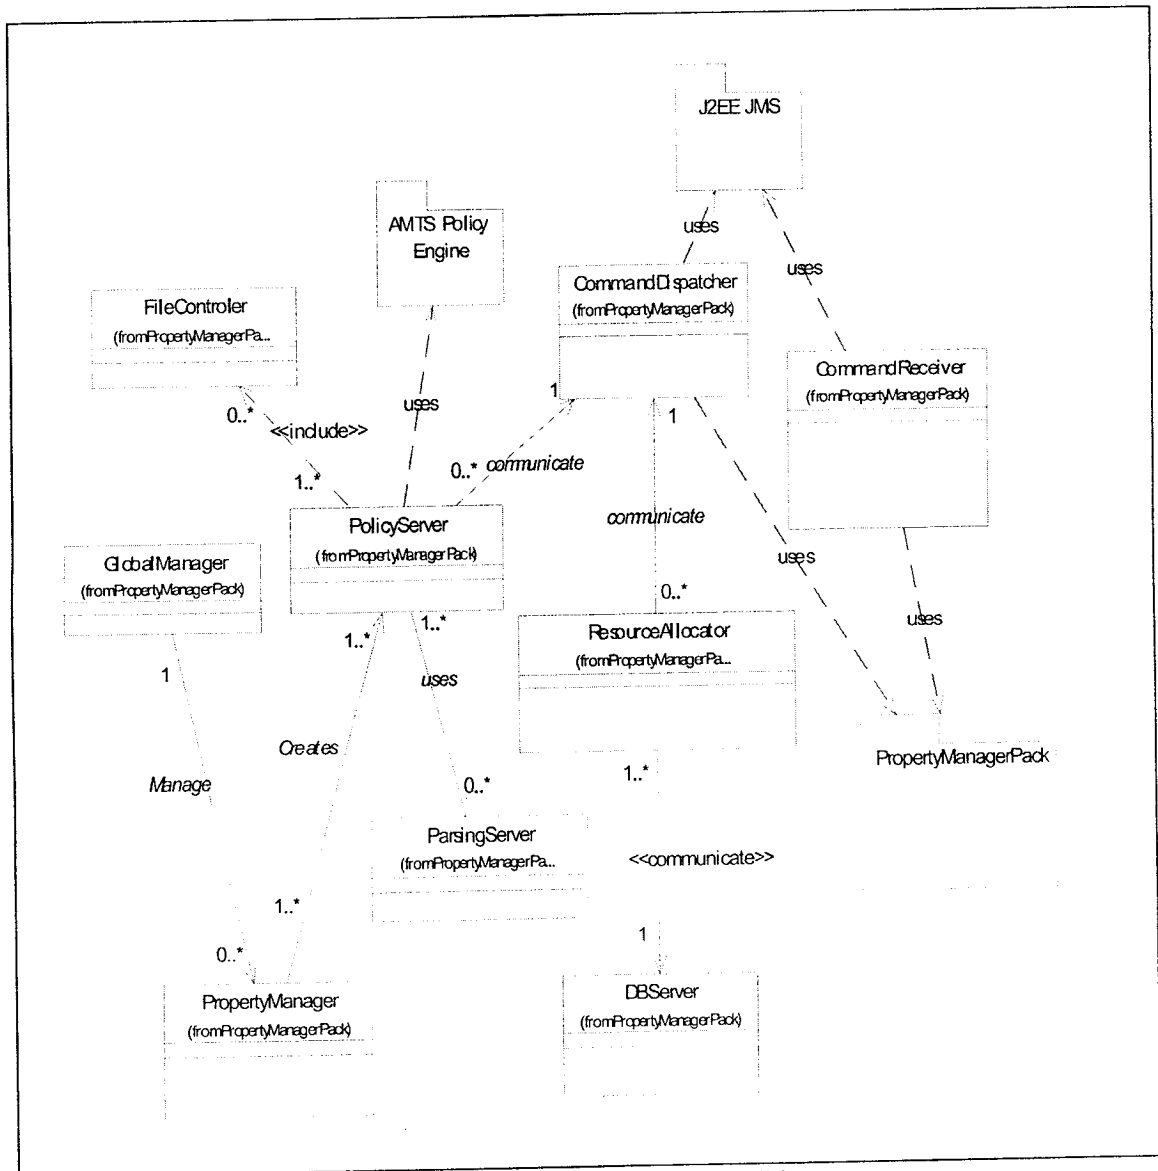 J2EE JMS
AMTS Policy
Engine
uses
CommandDispatcher
(fromPropertyManagerPack)
uses
FileControler
(fromPropertyManagerPa...
CommandReceiver
(fromPropertyManagerPack)
uses
1
0..*
1
<<include>>
0..*
communicate
1..*
communicate
PolicyServer
(fromPropertyManagerPack)
GlobalManager
(fromPropertyManagerPack)
uses
0..*
1..*
1..*
uses
ResourceAllocator
(fromPropertyManagerPa...
1
uses
Creates
PropertyManagerPack
1..*
Manage
0..*
ParsingServer
(fromPropertyManagerPa...
<<communicate>>
1..*
1
0..*
PropertyManager
(fromPropertyManagerPack)
DBServer
(fromPropertyManagerPack)